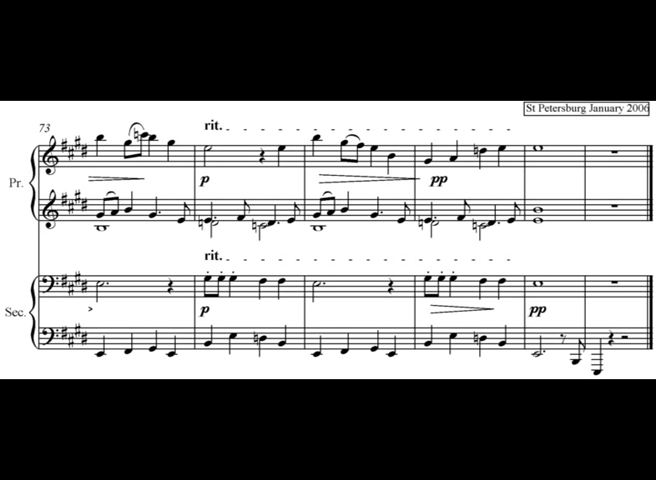 St Petersburg January 2006
73
rit.
Pr.
p
pp
rit.
Sec.
p
pp